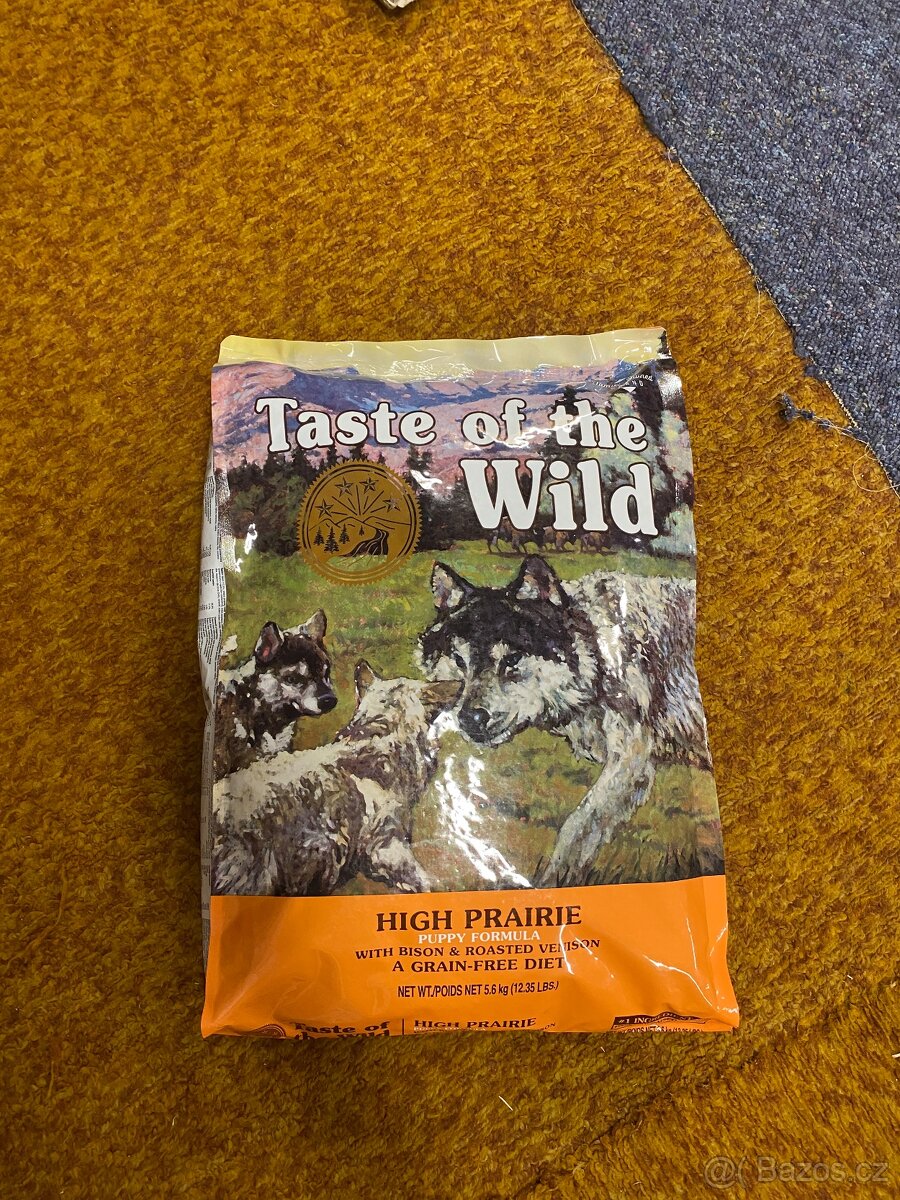 Taste of the
Wild
HIGH PRAIRIE
PUPPY FORMULA
WITH BISON & ROASTED VENISON
A GRAIN-FREE DIET
NET WT./POIDS NET 5.6 kg (12.35 LBS.)
Taste of
the Wild
HIGH PRAIRIE
@( Bazos.cz